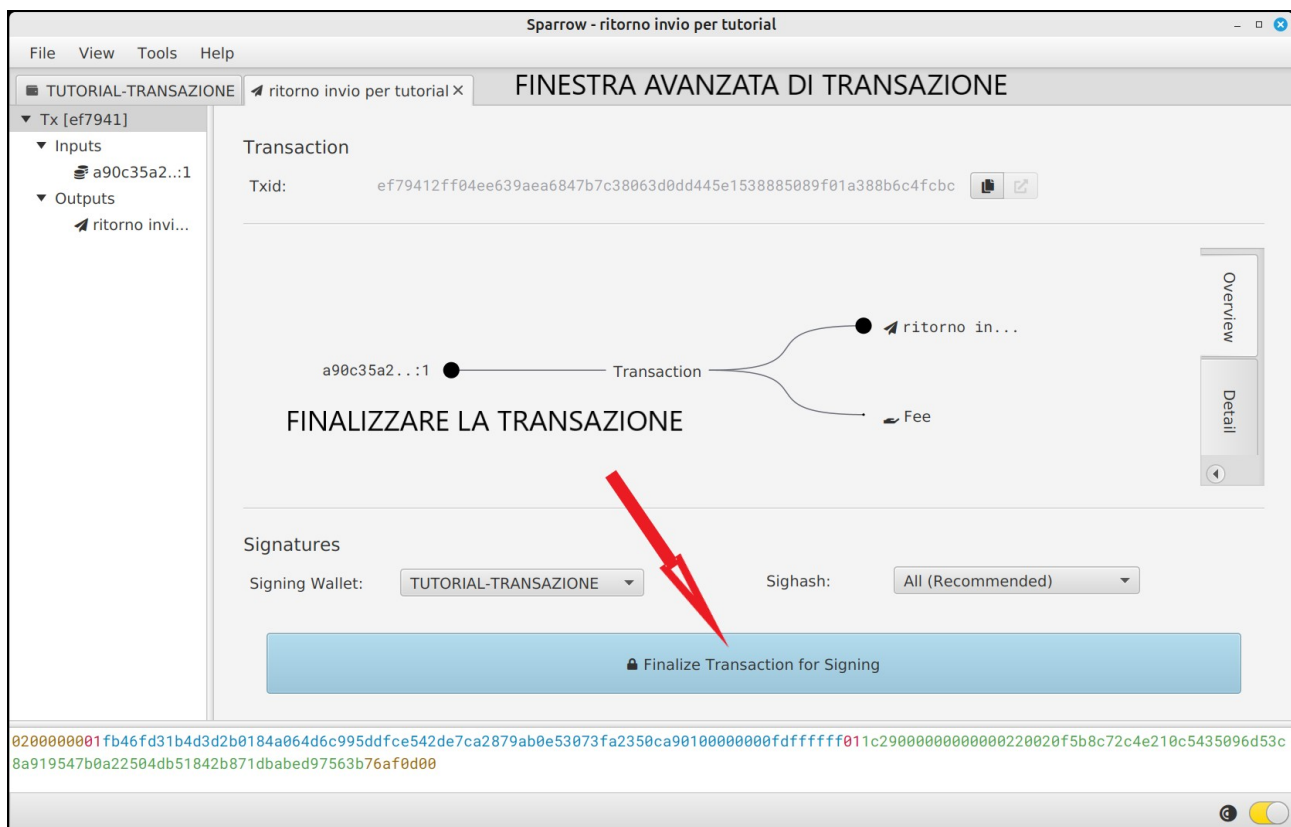 Sparrow - ritorno invio per tutorial
File View Tools Help
TUTORIAL-TRANSAZIONE ritorno invio per tutorial × FINESTRA AVANZATA DI TRANSAZIONE
Tx [ef7941]
Inputs
a90c35a2..:1
Outputs
ritorno invi...
Transaction
Txid: ef79412ff04ee639aea6847b7c38063d0dd445e1538885089f01a388b6c4fcbc
Overview
Detail
ritorno in...
a90c35a2..:1 Transaction
Fee
FINALIZZARE LA TRANSAZIONE
Signatures
Signing Wallet: TUTORIAL-TRANSAZIONE Sighash: All (Recommended)
Finalize Transaction for Signing
0200000001fb46fd31b4d3d2b0184a064d6c995ddfce542de7ca2879ab0e53073fa2350ca90100000000fdffffff011c29000000000000220020f5b8c72c4e210c5435096d53c
8a919547b0a22504db51842b871dbabed97563b76af0d00